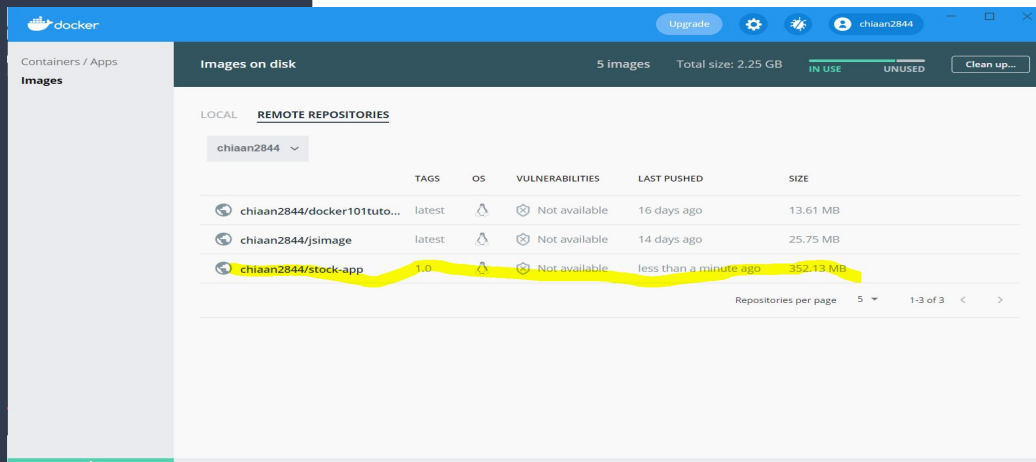 docker Upgrade chiaan2844
Containers / Apps
Images
Images on disk 5 images Total size: 2.25 GB IN USE UNUSED Clean up...
LOCAL REMOTE REPOSITORIES
chiaan2844
TAGS OS VULNERABILITIES LAST PUSHED SIZE
chiaan2844/docker101tuto... latest Not available 16 days ago 13.61 MB
chiaan2844/jsimage latest Not available 14 days ago 25.75 MB
chiaan2844/stock-app 1.0 Not available less than a minute ago 352.13 MB
Repositories per page 5 1-3 of 3 < >